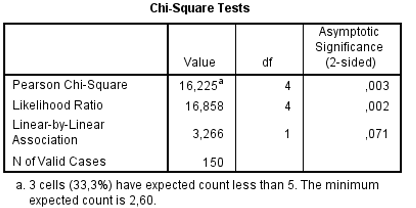 Chi-Square Tests
Value df Asymptotic Significance (2-sided)
Pearson Chi-Square 16,225a 4 ,003
Likelihood Ratio 16,858 4 ,002
Linear-by-Linear Association 3,266 1 ,071
N of Valid Cases 150
a. 3 cells (33,3%) have expected count less than 5. The minimum
expected count is 2,60.